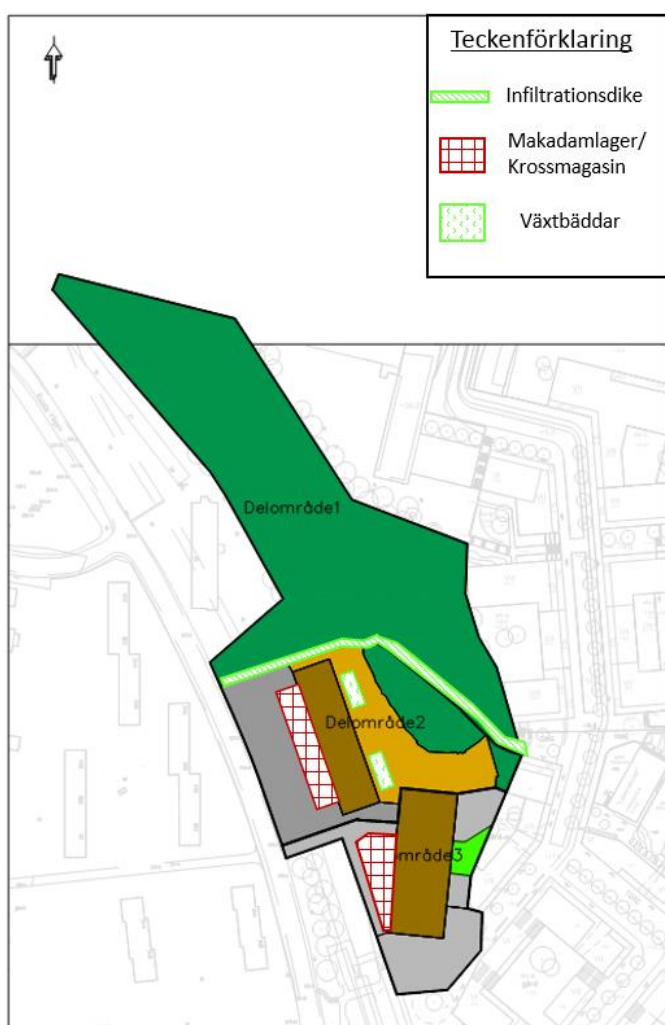 Teckenförklaring
Infiltrationsdike
Makadamlager/
Krossmagasin
Växtbäddar
Delområde1
Delområde2
område3